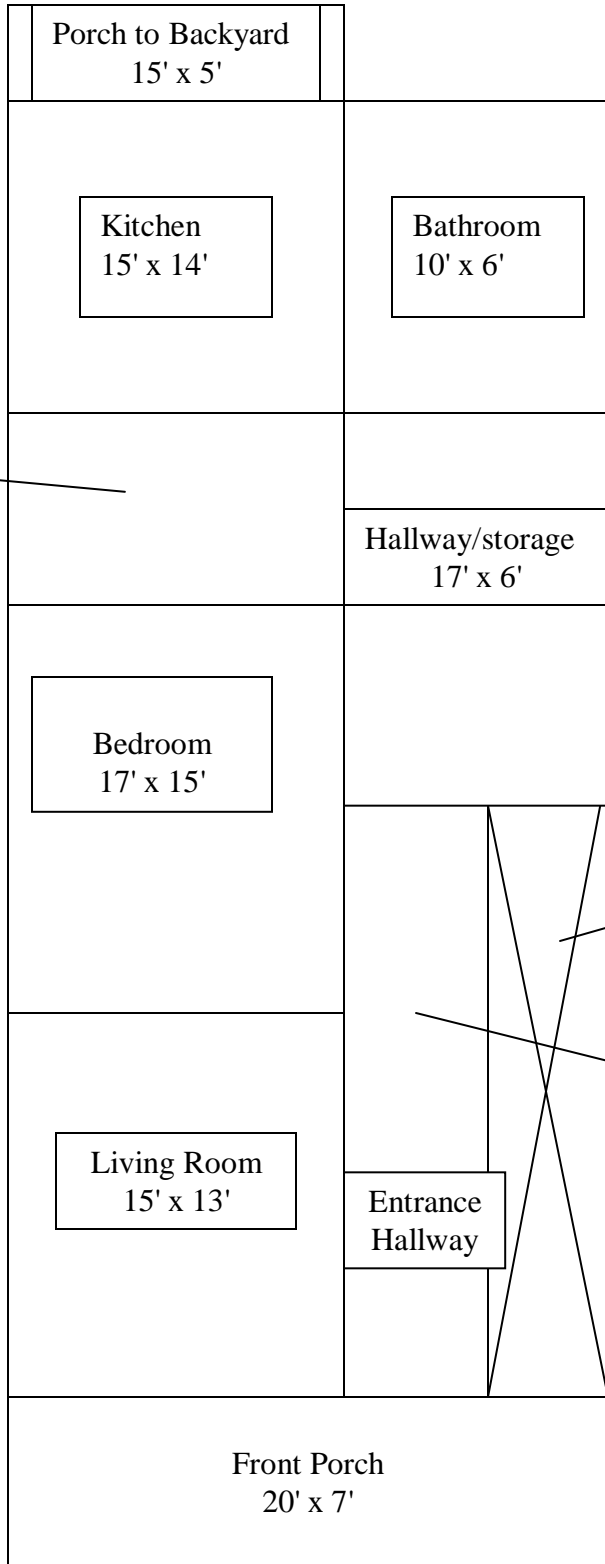 Porch to Backyard
15' x 5'
Kitchen
15' x 14'
Bathroom
10' x 6'
Hallway/storage
17' x 6'
Bedroom
17' x 15'
Living Room
15' x 13'
Entrance
Hallway
Front Porch
20' x 7'